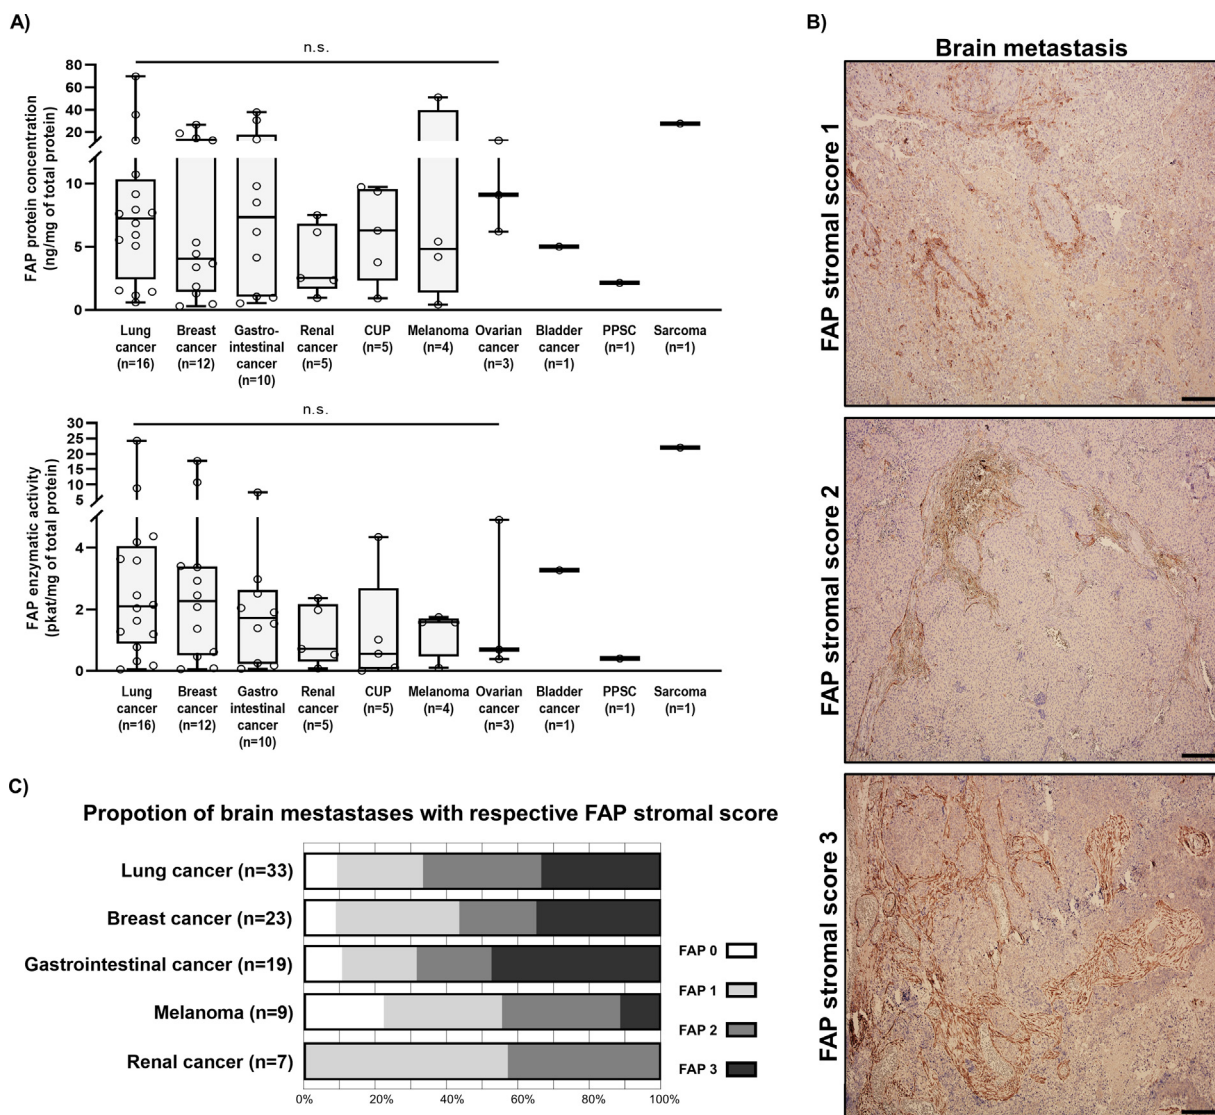 A)
n.s.
FAP protein concentration
(ng/mg of total protein)
80
60
40
20
10
5
0
Lung cancer (n=16)
Breast cancer (n=12)
Gastro-intestinal cancer (n=10)
Renal cancer (n=5)
CUP (n=5)
Melanoma (n=4)
Ovarian cancer (n=3)
Bladder cancer (n=1)
PPSC (n=1)
Sarcoma (n=1)
n.s.
FAP enzymatic activity
(pkat/mg of total protein)
30
25
20
15
10
5
4
2
0
Lung cancer (n=16)
Breast cancer (n=12)
Gastro intestinal cancer (n=10)
Renal cancer (n=5)
CUP (n=5)
Melanoma (n=4)
Ovarian cancer (n=3)
Bladder cancer (n=1)
PPSC (n=1)
Sarcoma (n=1)
B)
Brain metastasis
FAP stromal score 1
FAP stromal score 2
FAP stromal score 3
C)
Propotion of brain mestastases with respective FAP stromal score
Lung cancer (n=33)
Breast cancer (n=23)
Gastrointestinal cancer (n=19)
Melanoma (n=9)
Renal cancer (n=7)
0% 20% 40% 60% 80% 100%
FAP 0
FAP 1
FAP 2
FAP 3